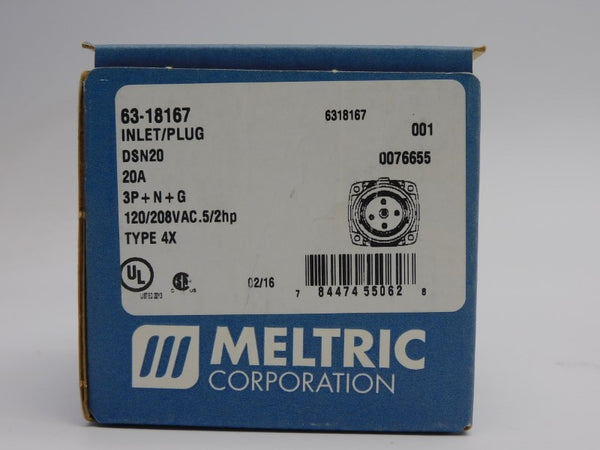 63-18167 6318167
INLET/PLUG 001
DSN20 0076655
20A
3P+N+G
120/208VAC.5/2hp
TYPE 4X
UL
02/16
7 84474 55062 8
MELTRIC
CORPORATION